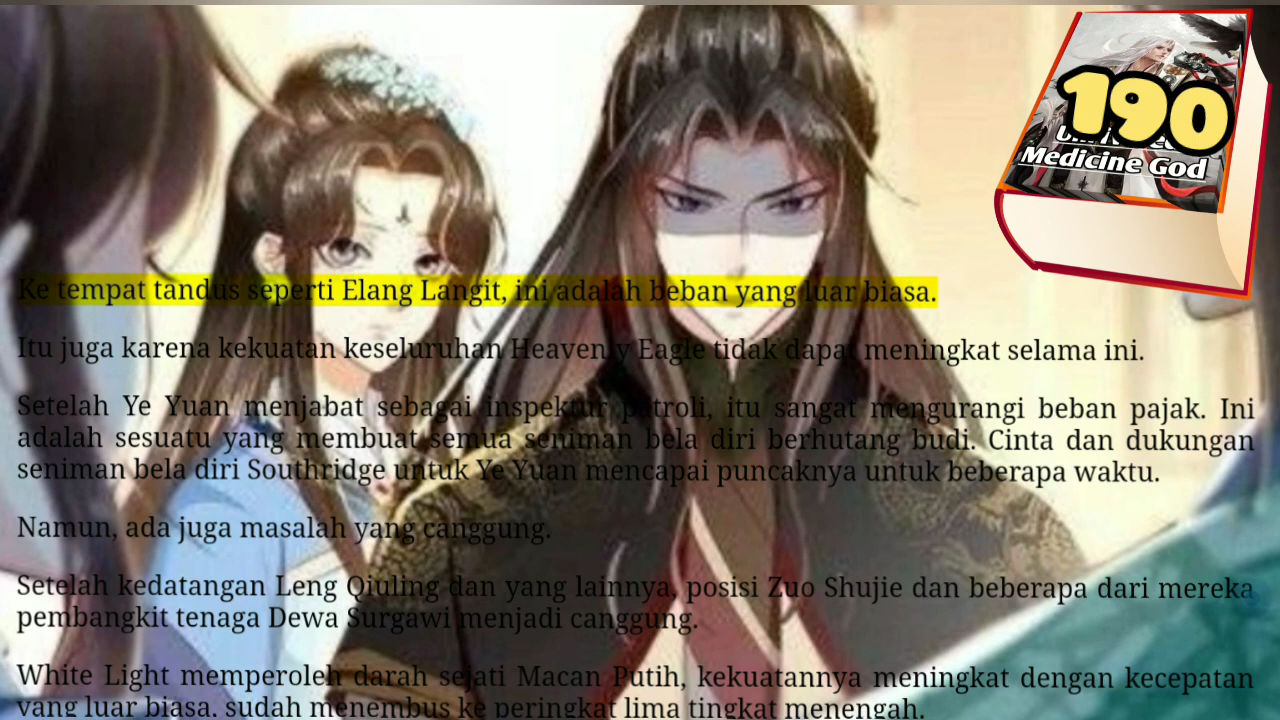 190
Medicine God
Ke tempat tandus seperti Elang Langit, ini adalah beban yang luar biasa.
Itu juga karena kekuatan keseluruhan Heavenly Eagle tidak dapat meningkat selama ini.
Setelah Ye Yuan menjabat sebagai inspektur patroli, itu sangat mengurangi beban pajak. Ini
adalah sesuatu yang membuat semua seniman bela diri berhutang budi. Cinta dan dukungan
seniman bela diri Southridge untuk Ye Yuan mencapai puncaknya untuk beberapa waktu.
Namun, ada juga masalah yang canggung.
Setelah kedatangan Leng Qiuling dan yang lainnya, posisi Zuo Shujie dan beberapa dari mereka
pembangkit tenaga Dewa Surgawi menjadi canggung.
White Light memperoleh darah sejati Macan Putih, kekuatannya meningkat dengan kecepatan
yang luar biasa, sudah menembus ke peringkat lima tingkat menengah.